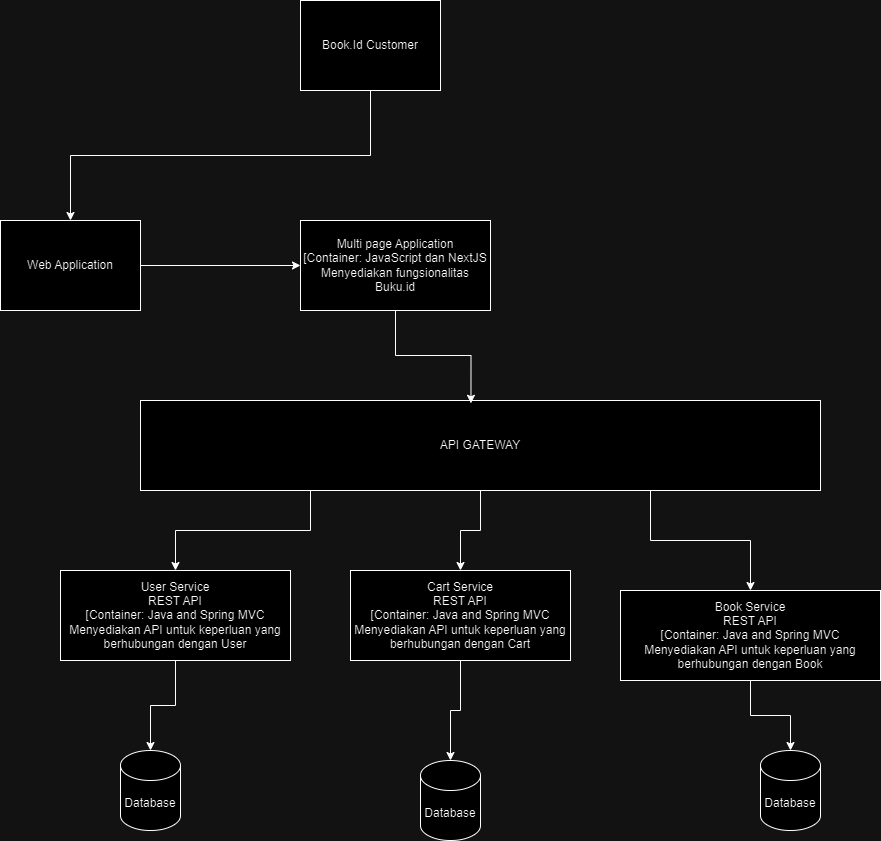 Book.Id Customer
Web Application
Multi page Application
[Container: JavaScript dan NextJS
Menyediakan fungsionalitas
Buku.id
API GATEWAY
User Service
REST API
[Container: Java and Spring MVC
Menyediakan API untuk keperluan yang
berhubungan dengan User
Cart Service
REST API
[Container: Java and Spring MVC
Menyediakan API untuk keperluan yang
berhubungan dengan Cart
Book Service
REST API
[Container: Java and Spring MVC
Menyediakan API untuk keperluan yang
berhubungan dengan Book
Database
Database
Database